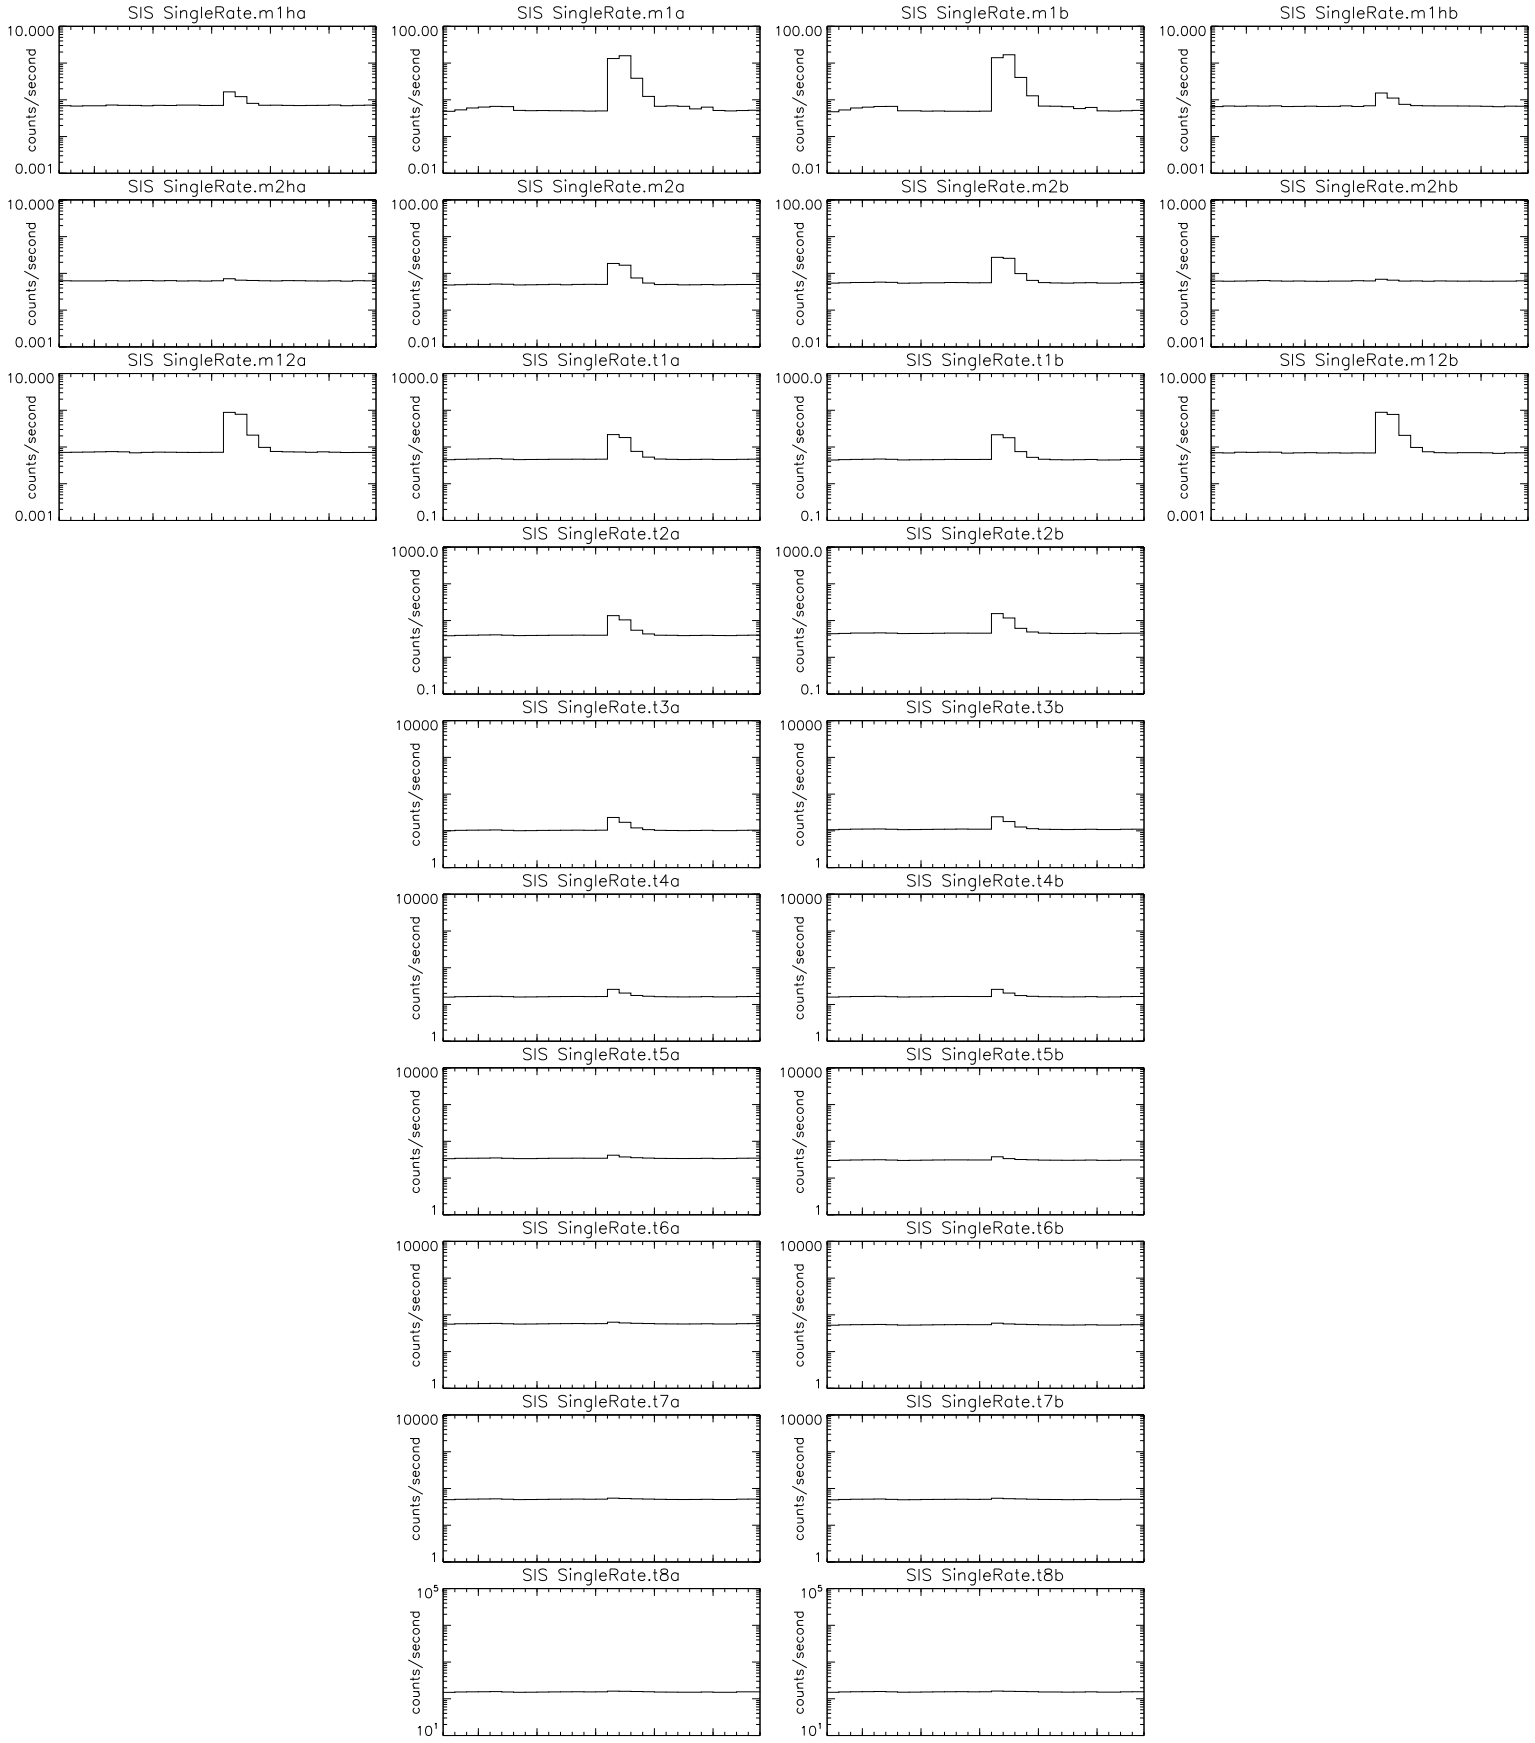 SIS SingleRate.m1ha
10.000
counts/second
0.001
SIS SingleRate.m1a
100.00
counts/second
0.01
SIS SingleRate.m1b
100.00
counts/second
0.01
SIS SingleRate.m1hb
10.000
counts/second
0.001
SIS SingleRate.m2ha
10.000
counts/second
0.001
SIS SingleRate.m2a
100.00
counts/second
0.01
SIS SingleRate.m2b
100.00
counts/second
0.01
SIS SingleRate.m2hb
10.000
counts/second
0.001
SIS SingleRate.m12a
10.000
counts/second
0.001
SIS SingleRate.t1a
1000.0
counts/second
0.1
SIS SingleRate.t1b
1000.0
counts/second
0.1
SIS SingleRate.m12b
10.000
counts/second
0.001
SIS SingleRate.t2a
1000.0
counts/second
0.1
SIS SingleRate.t2b
1000.0
counts/second
0.1
SIS SingleRate.t3a
10000
counts/second
1
SIS SingleRate.t3b
10000
counts/second
1
SIS SingleRate.t4a
10000
counts/second
1
SIS SingleRate.t4b
10000
counts/second
1
SIS SingleRate.t5a
10000
counts/second
1
SIS SingleRate.t5b
10000
counts/second
1
SIS SingleRate.t6a
10000
counts/second
1
SIS SingleRate.t6b
10000
counts/second
1
SIS SingleRate.t7a
10000
counts/second
1
SIS SingleRate.t7b
10000
counts/second
1
SIS SingleRate.t8a
10⁵
counts/second
10¹
SIS SingleRate.t8b
10⁵
counts/second
10¹